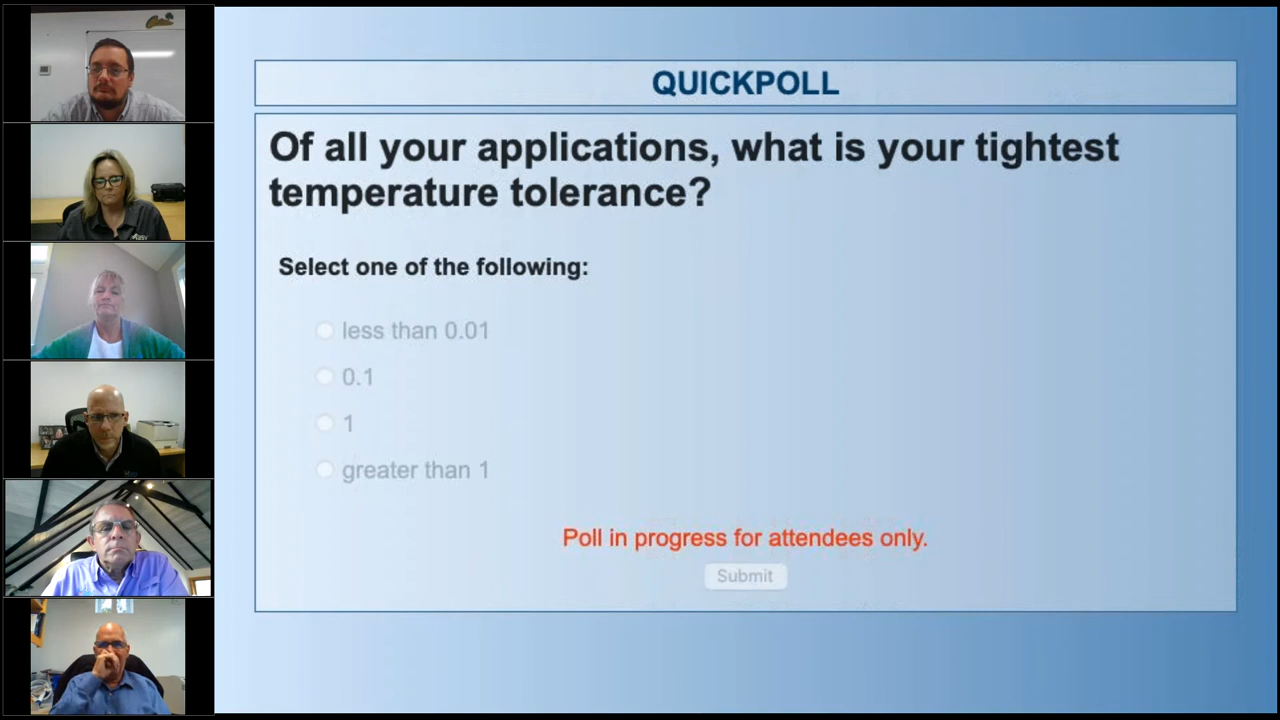 QUICKPOLL
Of all your applications, what is your tightest
temperature tolerance?
Select one of the following:
less than 0.01
0.1
1
greater than 1
Poll in progress for attendees only.
Submit